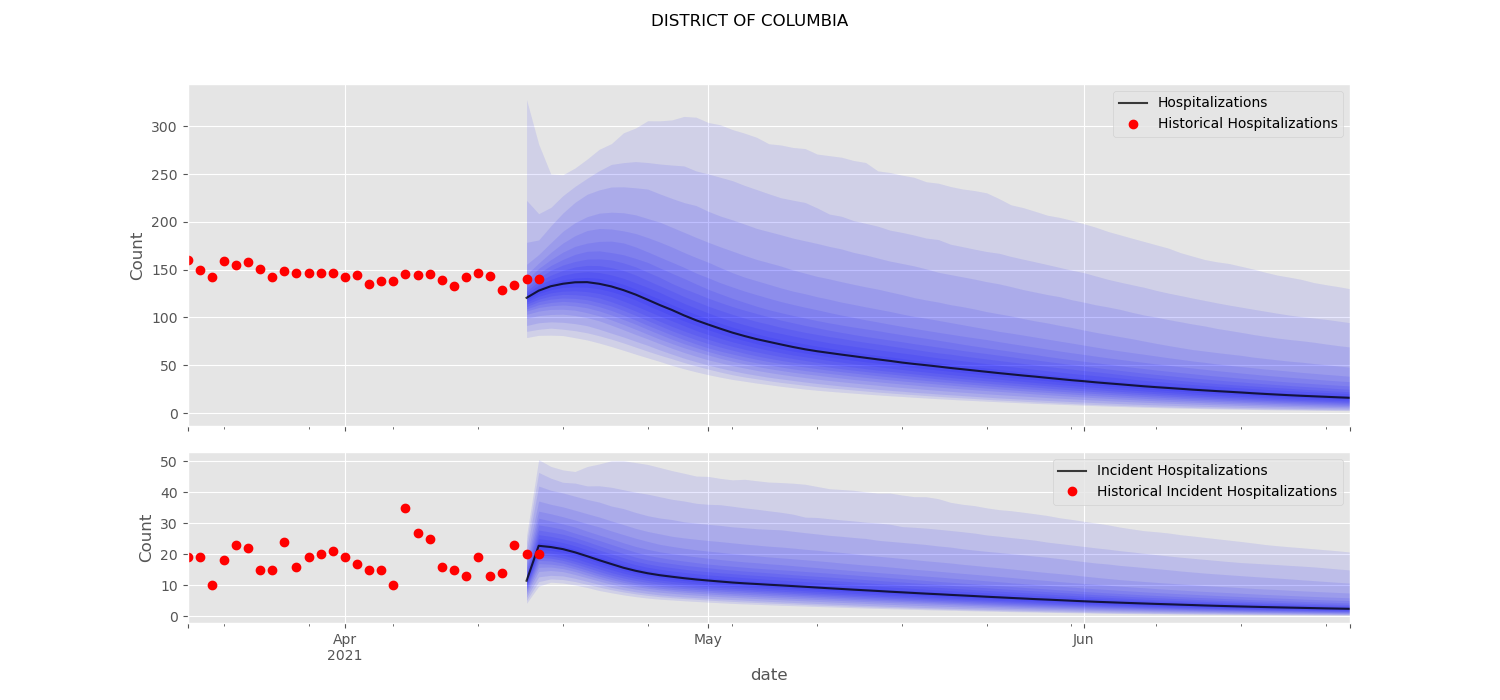 DISTRICT OF COLUMBIA
Hospitalizations
Historical Hospitalizations
300
250
200
150
100
50
0
Count
Incident Hospitalizations
Historical Incident Hospitalizations
50
40
30
20
10
0
Count
Apr
2021
May
Jun
date